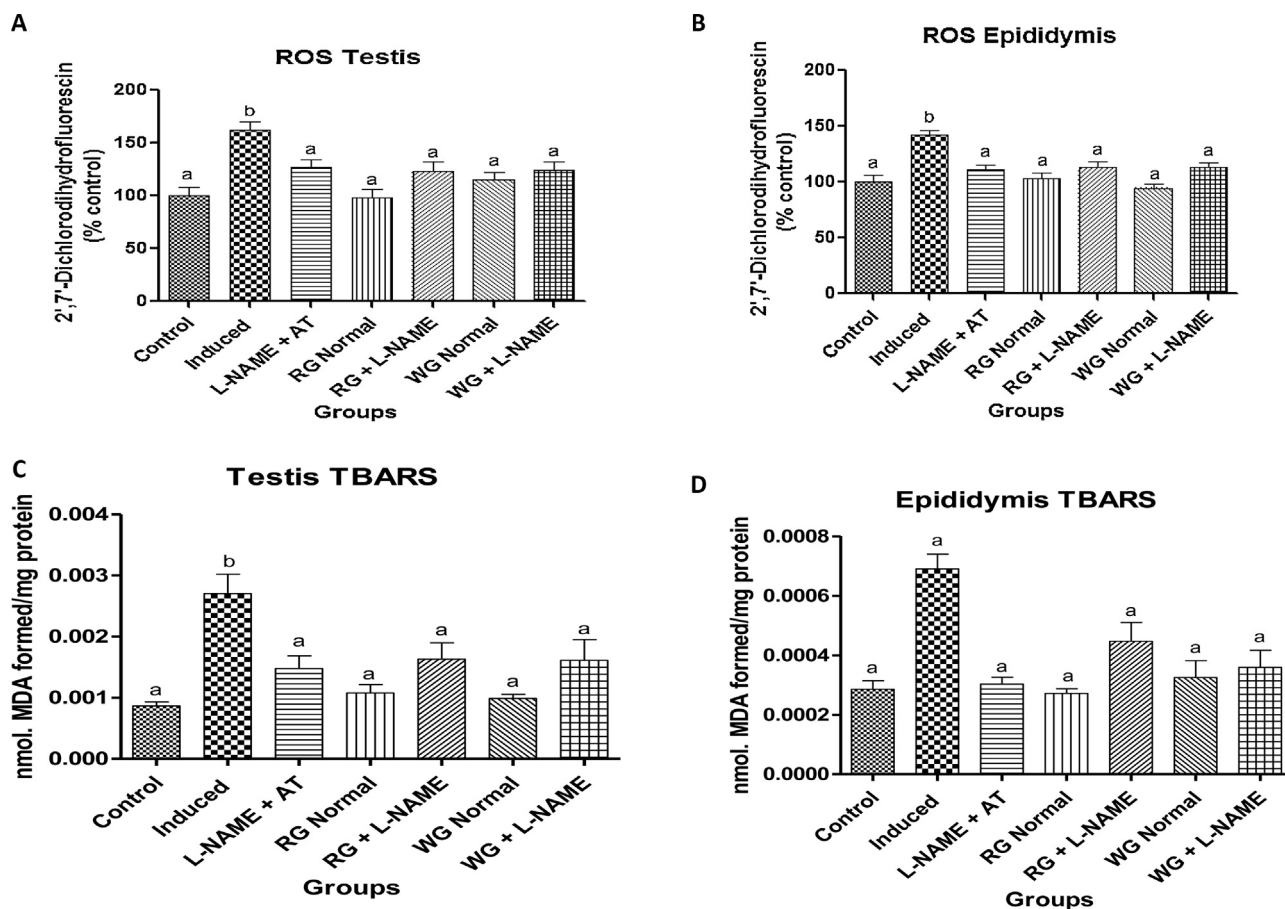 A
ROS Testis
2',7'-Dichlorodihydrofluorescin
(% control)
200
150
100
50
0
a
b
a
a
a
a
a
Control
Induced
L-NAME + AT
RG Normal
RG + L-NAME
WG Normal
WG + L-NAME
Groups
B
ROS Epididymis
2',7'-Dichlorodihydrofluorescin
(% control)
200
150
100
50
0
a
b
a
a
a
a
a
Control
Induced
L-NAME + AT
RG Normal
RG + L-NAME
WG Normal
WG + L-NAME
Groups
C
Testis TBARS
nmol. MDA formed/mg protein
0.004
0.003
0.002
0.001
0.000
a
b
a
a
a
a
a
Control
Induced
L-NAME + AT
RG Normal
RG + L-NAME
WG Normal
WG + L-NAME
Groups
D
Epididymis TBARS
nmol. MDA formed/mg protein
0.0008
0.0006
0.0004
0.0002
0.0000
a
a
a
a
a
a
a
Control
Induced
L-NAME + AT
RG Normal
RG + L-NAME
WG Normal
WG + L-NAME
Groups